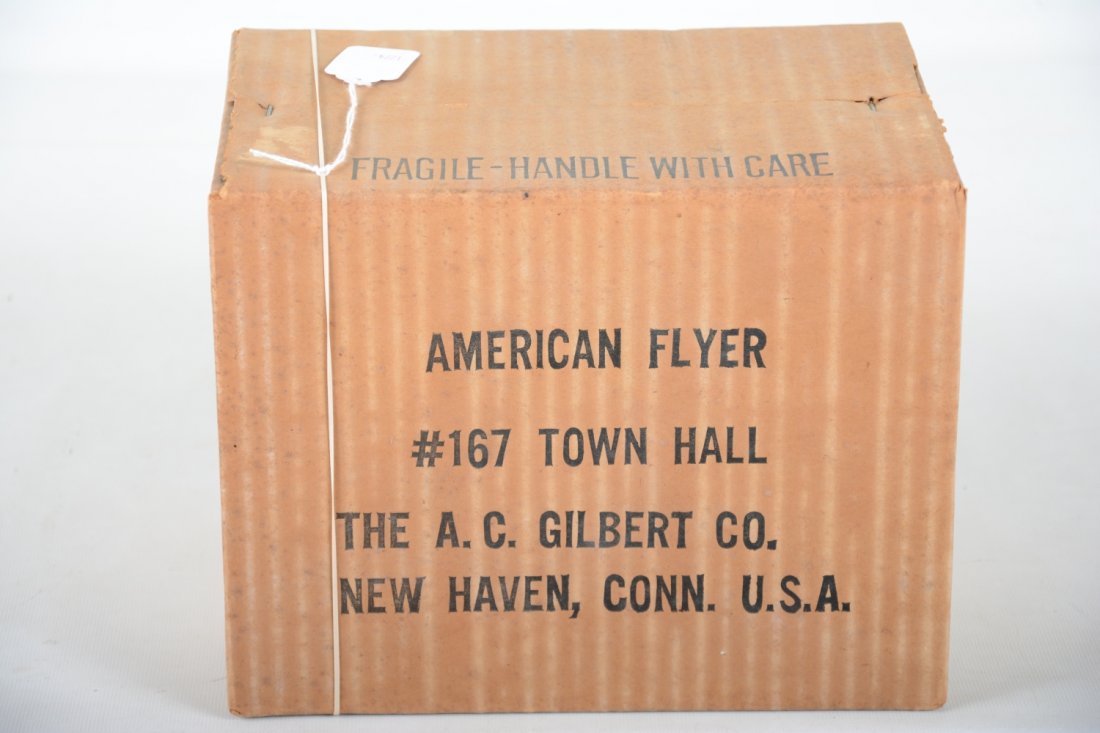 FRAGILE-HANDLE WITH CARE
AMERICAN FLYER
#167 TOWN HALL
THE A.C. GILBERT CO.
NEW HAVEN, CONN. U.S.A.